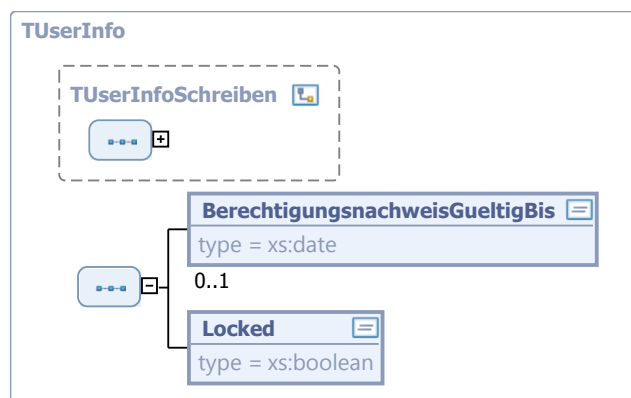 TUserInfo
TUserInfoSchreiben
BerechtigungsnachweisGueltigBis
type = xs:date
0..1
Locked
type = xs:boolean